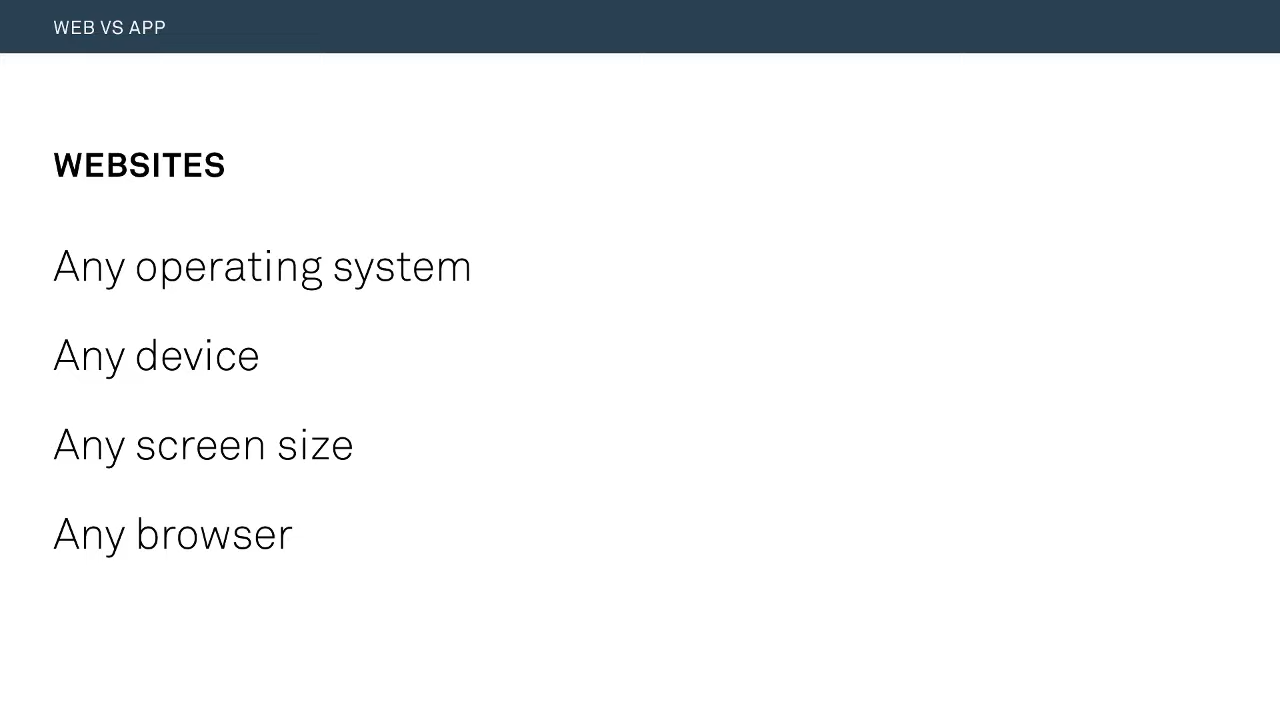 WEB VS APP
WEBSITES
Any operating system
Any device
Any screen size
Any browser